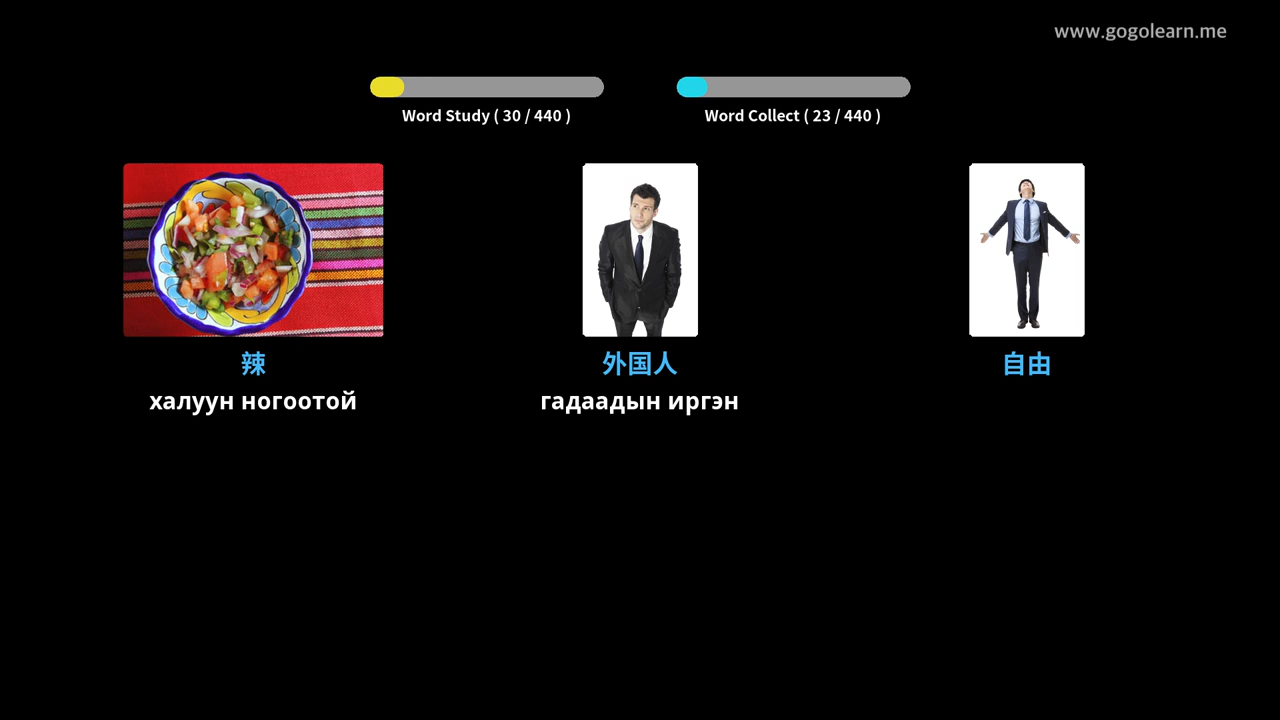 www.gogolearn.me
Word Study ( 30 / 440 )
Word Collect ( 23 / 440 )
辣
халуун ногоотой
外国人
гадаадын иргэн
自由